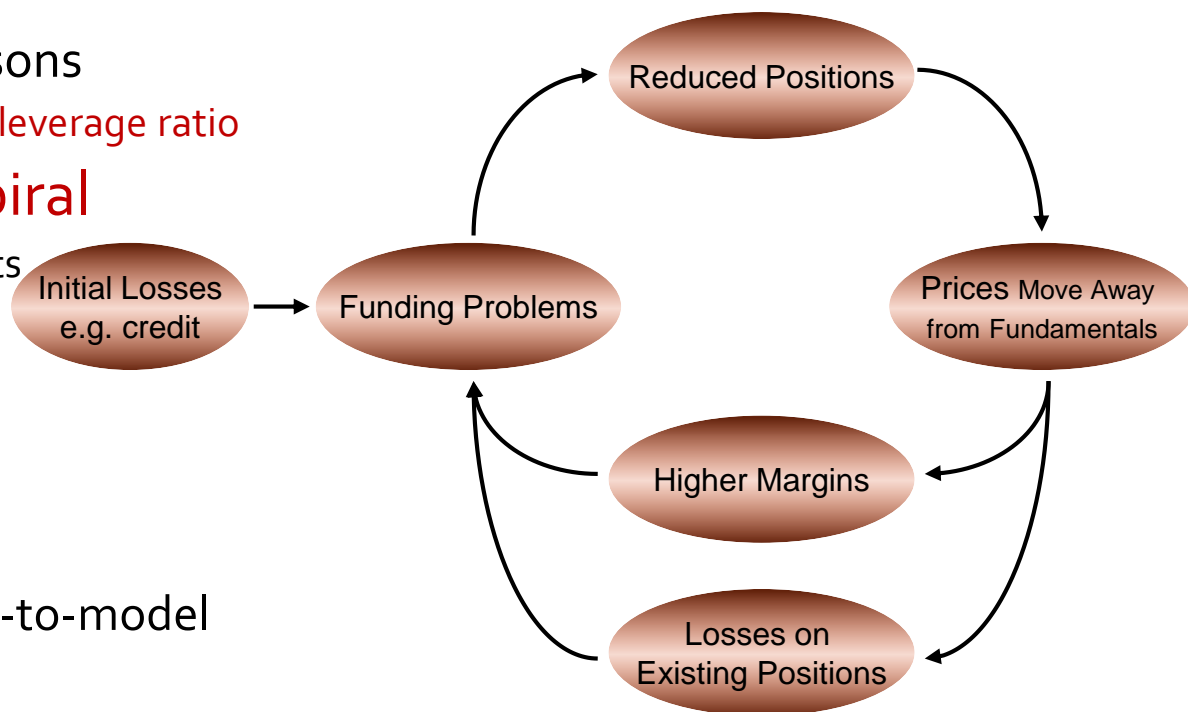 sons
leverage ratio
piral
ts
-to-model
Reduced Positions
Initial Losses
e.g. credit
Funding Problems
Prices Move Away
from Fundamentals
Higher Margins
Losses on
Existing Positions